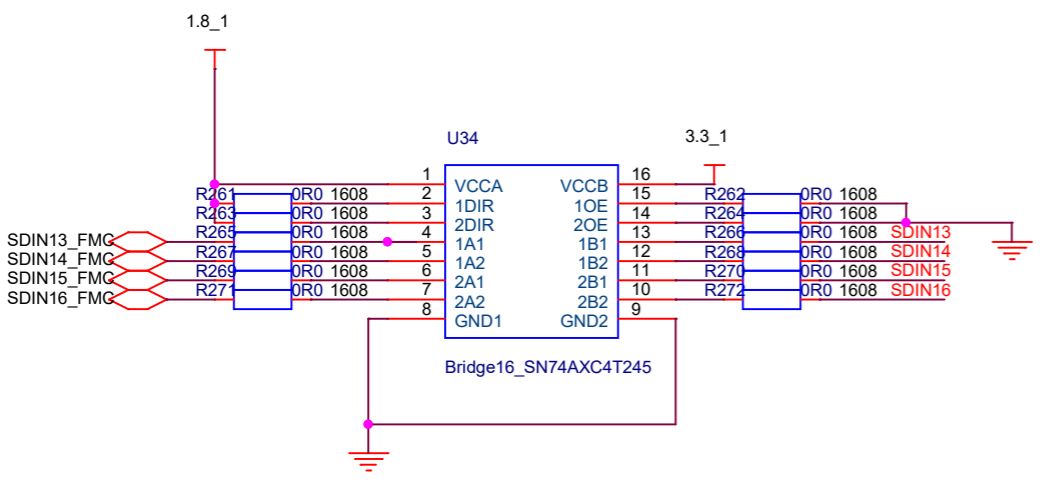 1.8_1
U34
3.3_1
1 16
R261 0R0 1608 2 VCCA VCCB 15 R262 0R0 1608
R263 0R0 1608 3 1DIR 1OE 14 R264 0R0 1608
SDIN13_FMC R265 0R0 1608 4 2DIR 2OE 13 R266 0R0 1608 SDIN13
SDIN14_FMC R267 0R0 1608 5 1A1 1B1 12 R268 0R0 1608 SDIN14
SDIN15_FMC R269 0R0 1608 6 1A2 1B2 11 R270 0R0 1608 SDIN15
SDIN16_FMC R271 0R0 1608 7 2A1 2B1 10 R272 0R0 1608 SDIN16
8 2A2 2B2 9
GND1 GND2
Bridge16_SN74AXC4T245